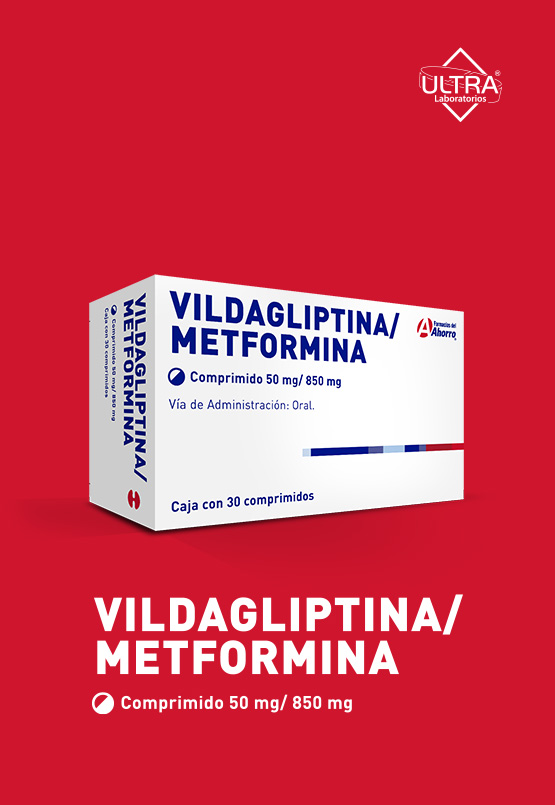 ULTRA®
Laboratorios
VILDAGLIPTINA/
METFORMINA
Comprimido 50 mg/ 850 mg
Vía de Administración: Oral.
Caja con 30 comprimidos
Farmacias del
Ahorro
VILDAGLIPTINA/
METFORMINA
Comprimido 50 mg/ 850 mg
Caja con 30 comprimidos
VILDAGLIPTINA/
METFORMINA
Comprimido 50 mg/ 850 mg